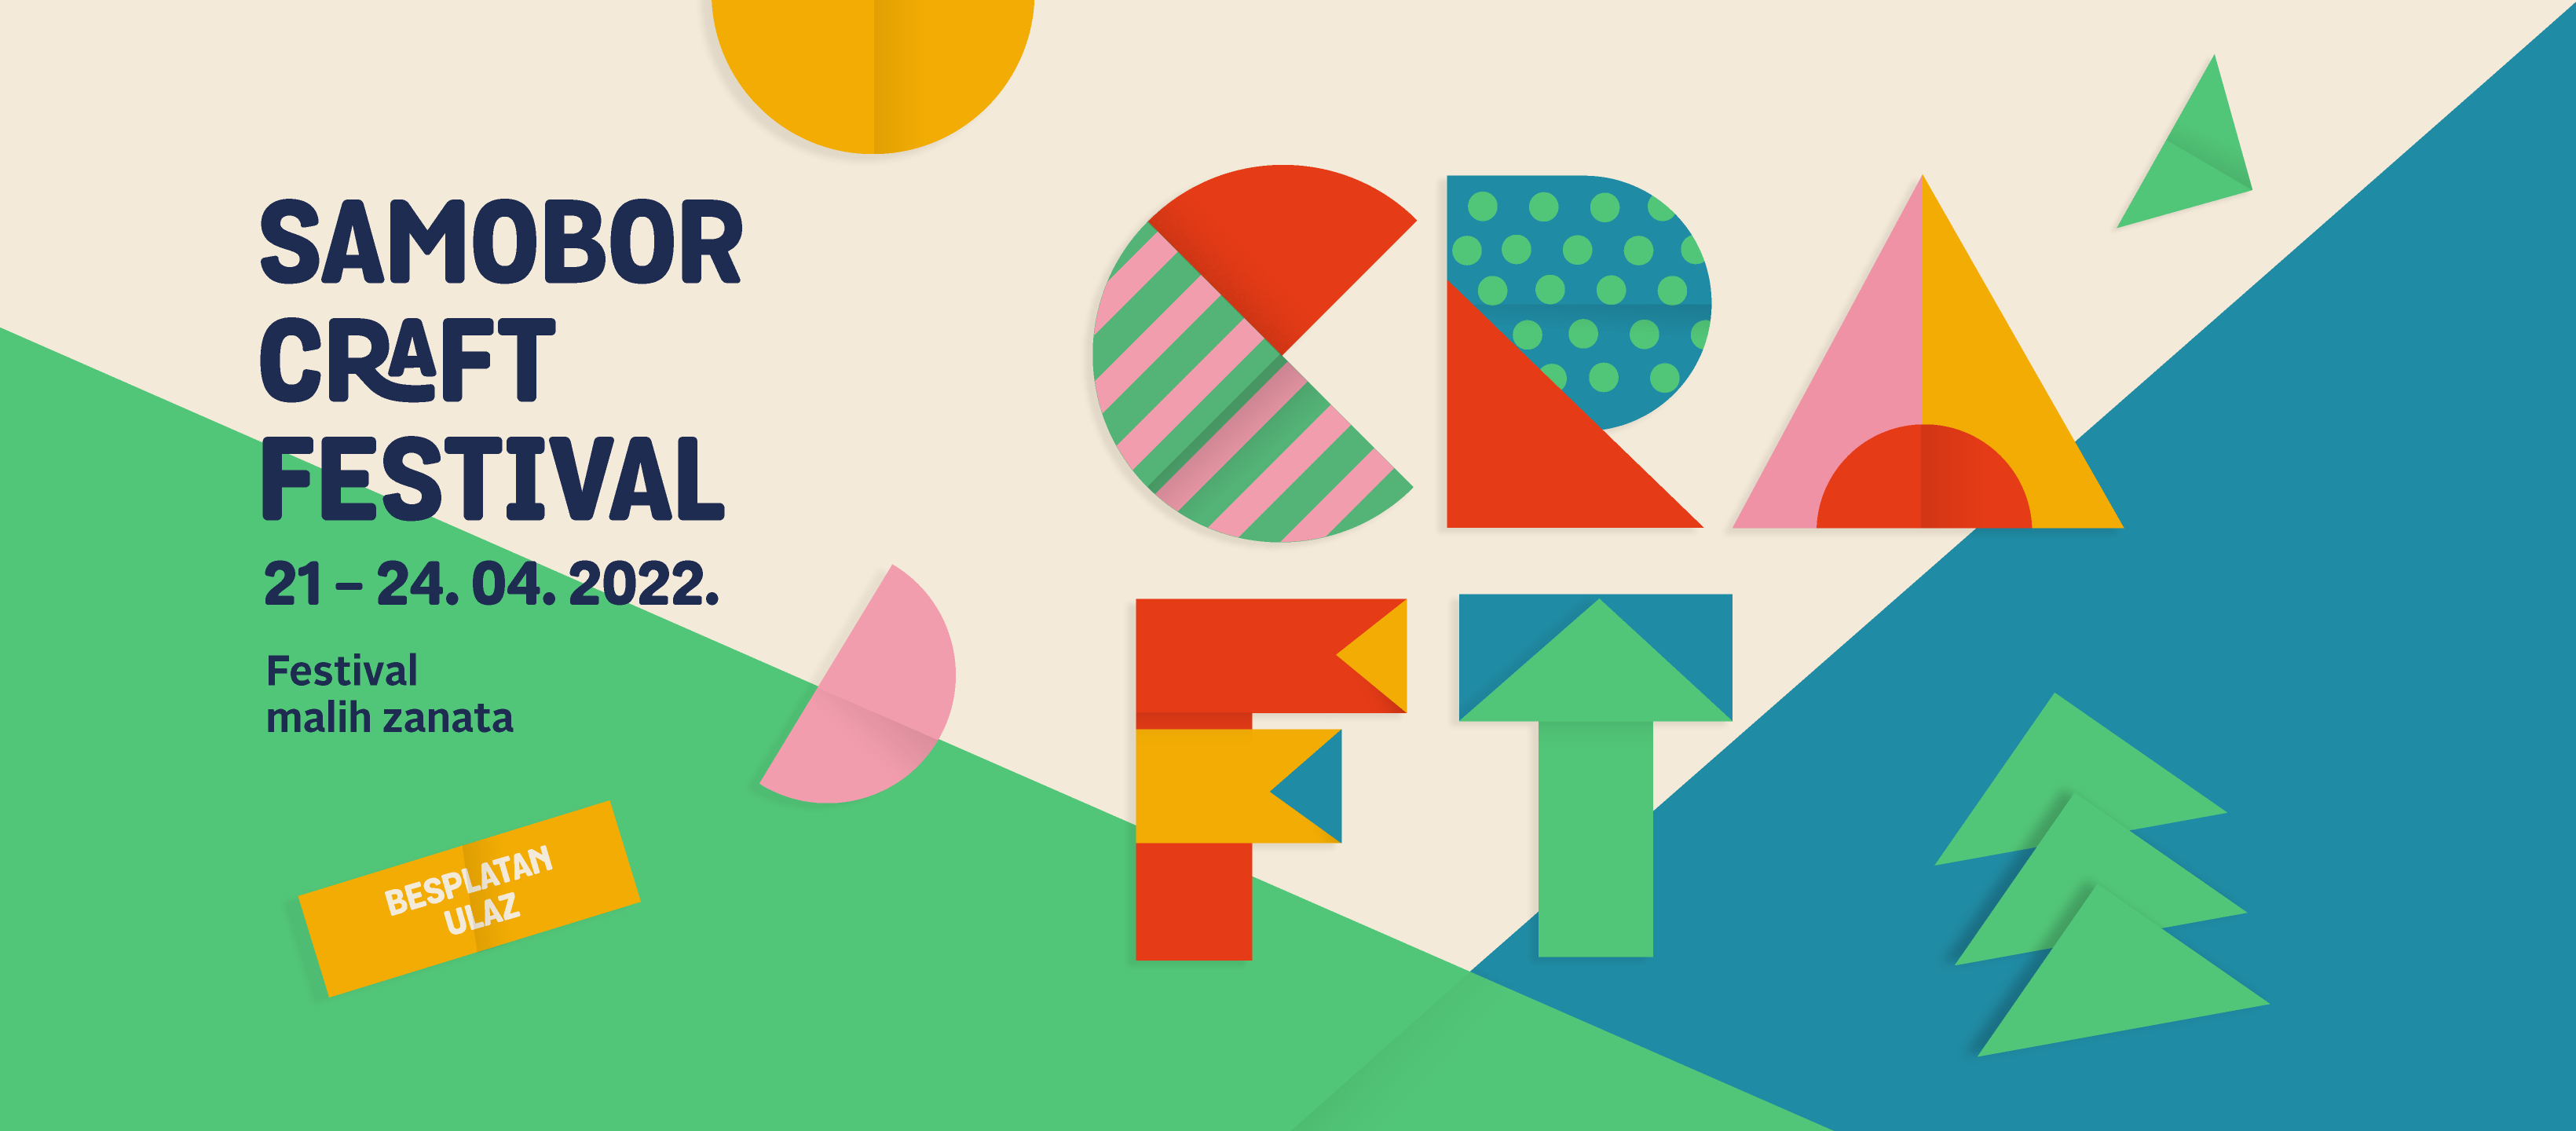 SAMOBOR
CRAFT
FESTIVAL
21 – 24. 04. 2022.
Festival
malih zanata
BESPLATAN
ULAZ
CRA
FT